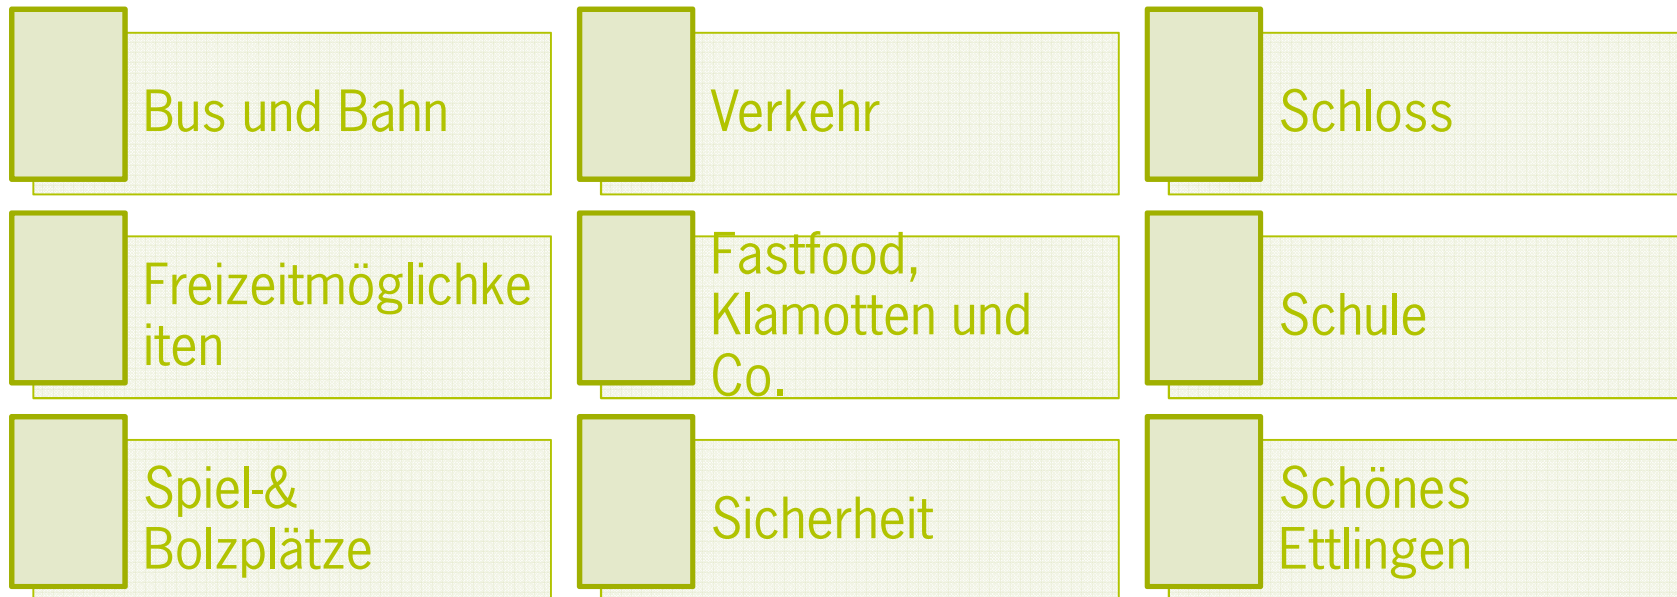 Bus und Bahn
Verkehr
Schloss
Freizeitmöglichke
iten
Fastfood,
Klamotten und
Co.
Schule
Spiel-&
Bolzplätze
Sicherheit
Schönes
Ettlingen